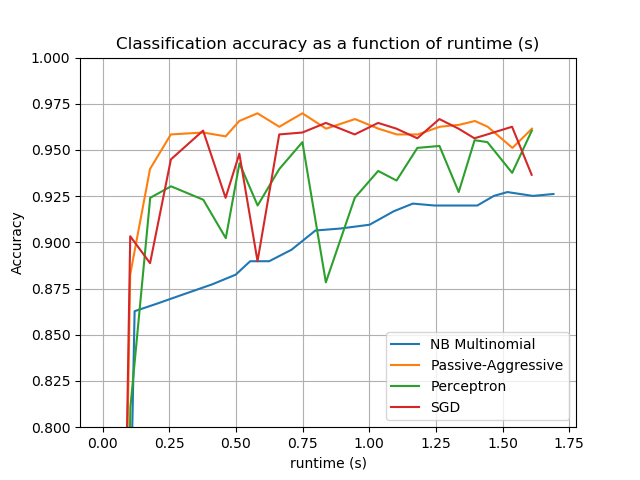 Classification accuracy as a function of runtime (s)
1.000
0.975
0.950
0.925
0.900
0.875
0.850
0.825
0.800
Accuracy
NB Multinomial
Passive-Aggressive
Perceptron
SGD
0.00 0.25 0.50 0.75 1.00 1.25 1.50 1.75
runtime (s)